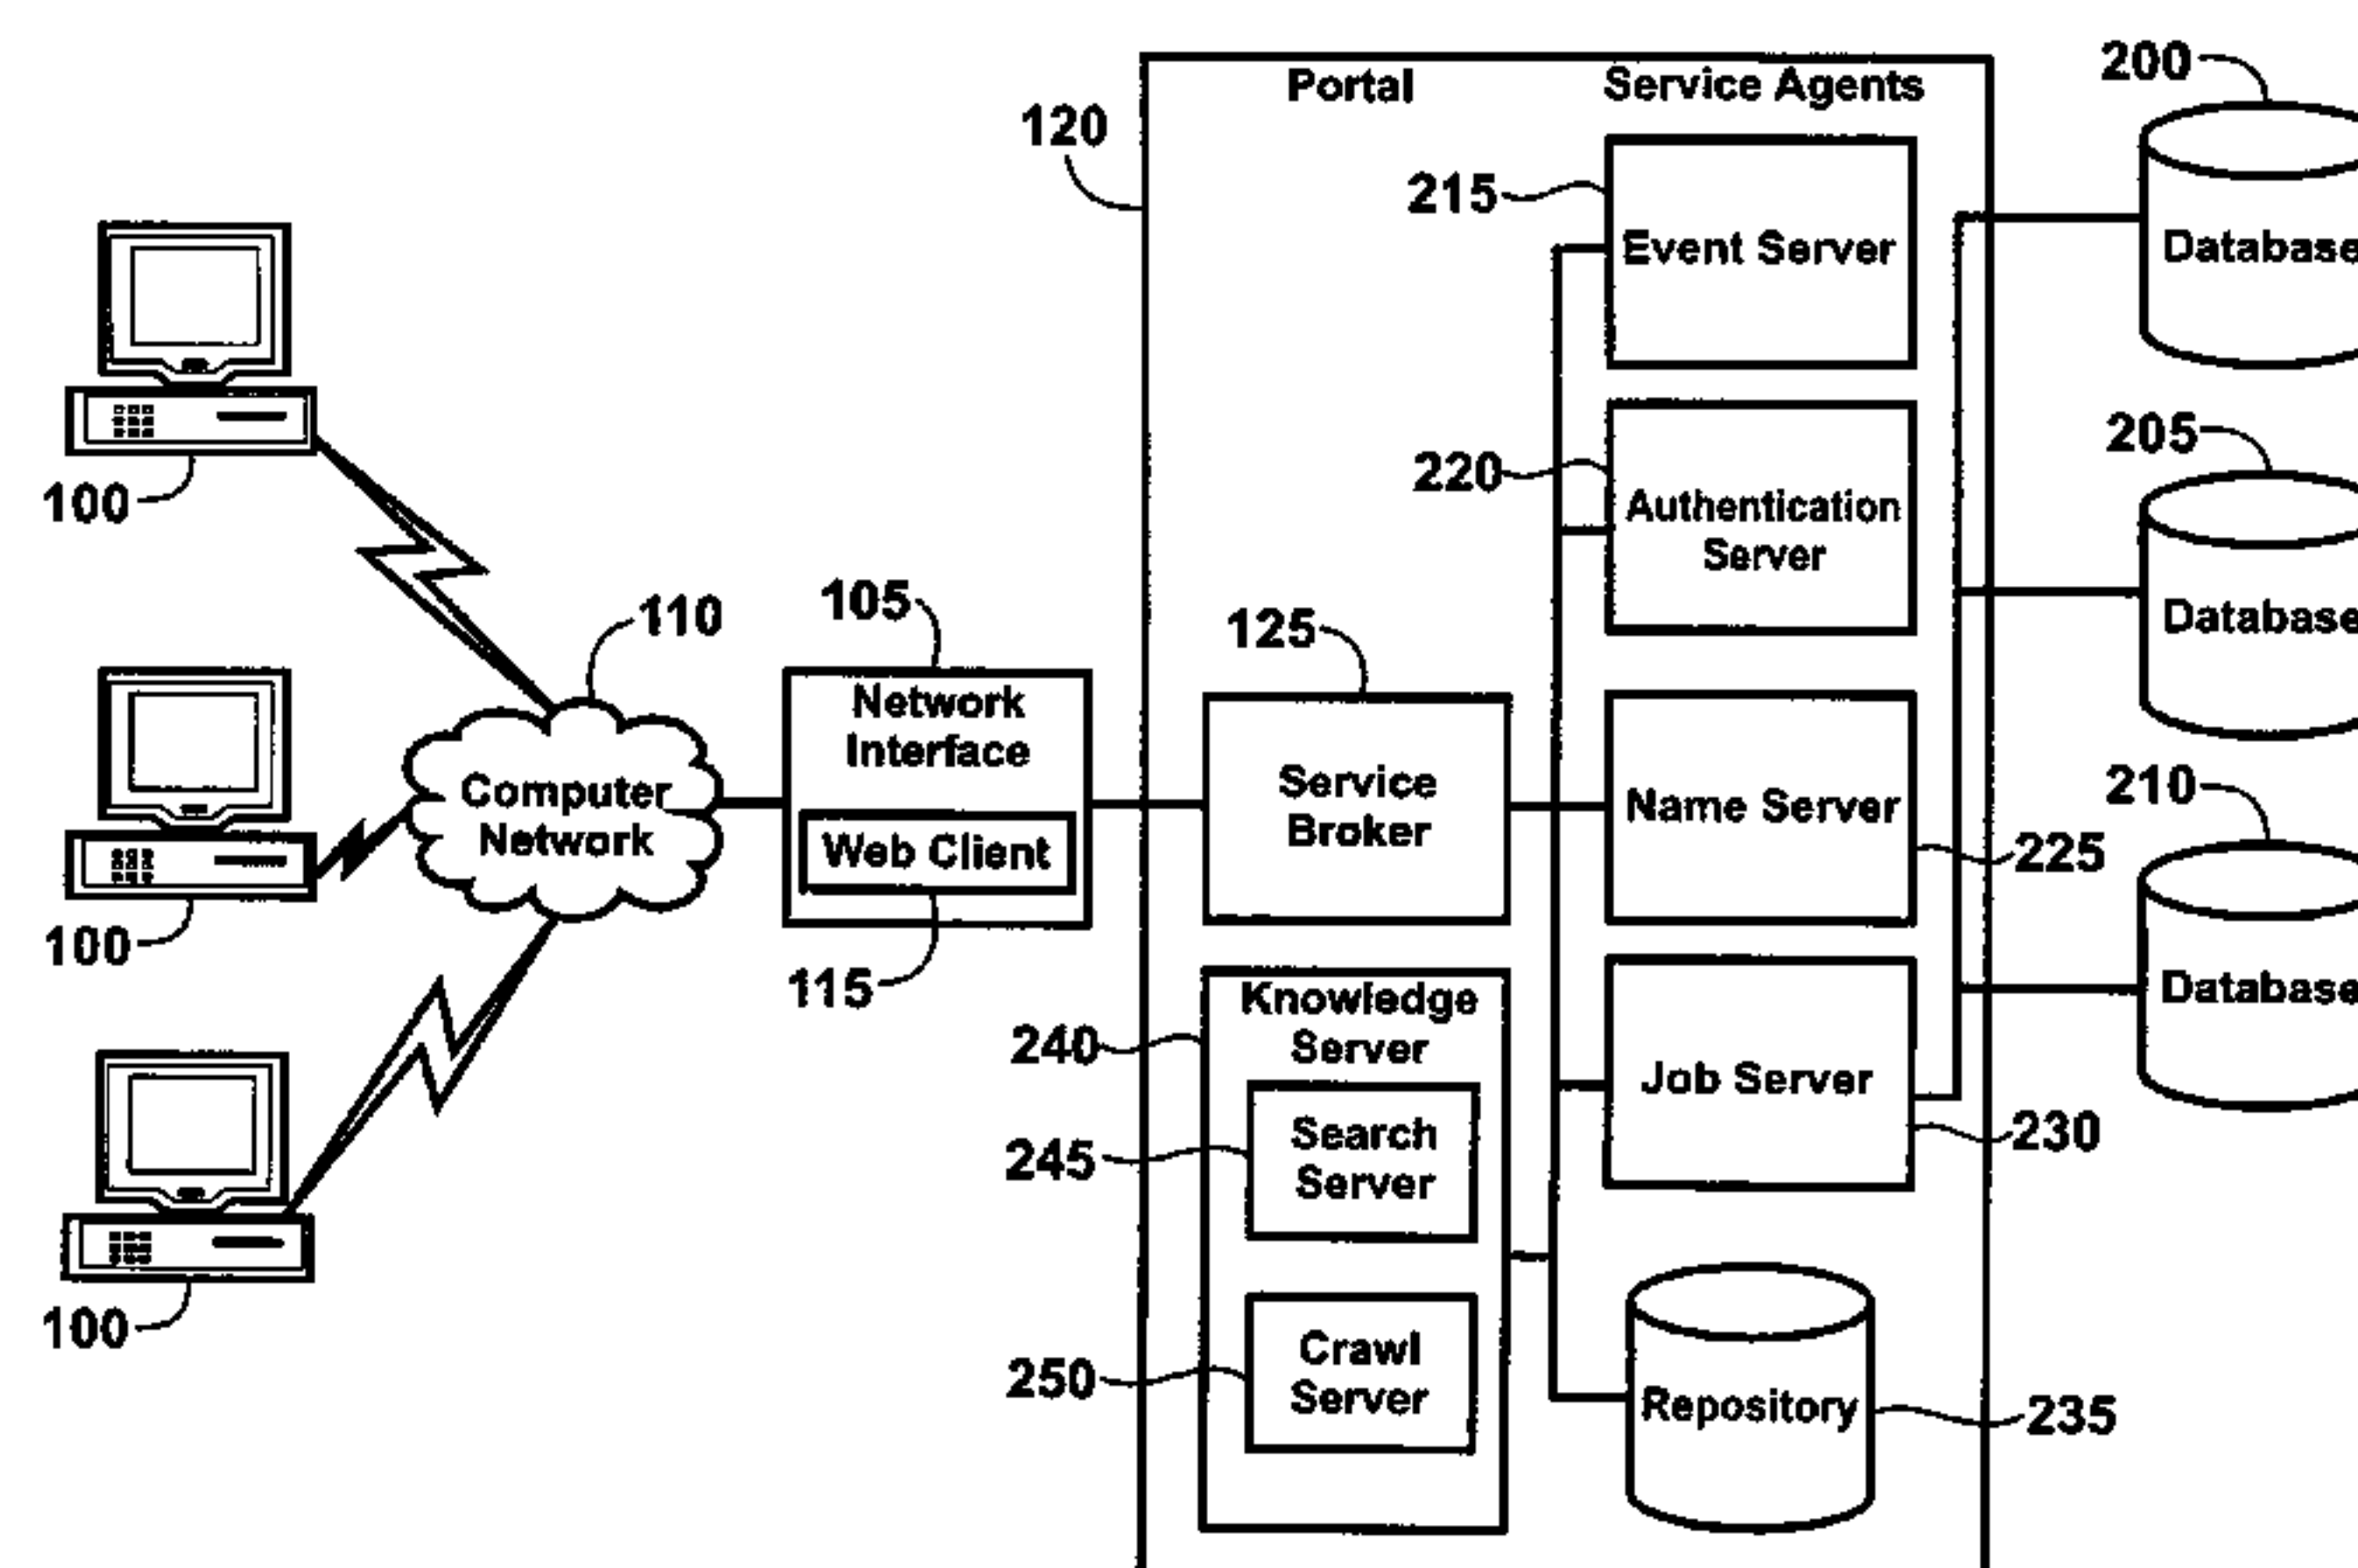 Portal
Service Agents
200
120
215
Event Server
Database
100
220
Authentication
Server
205
110
105
125
Database
Network
Interface
Computer
Network
Web Client
Service
Broker
Name Server
225
210
100
115
Knowledge
Server
240
Database
Search
Server
245
Job Server
230
Crawl
Server
250
Repository
235
100